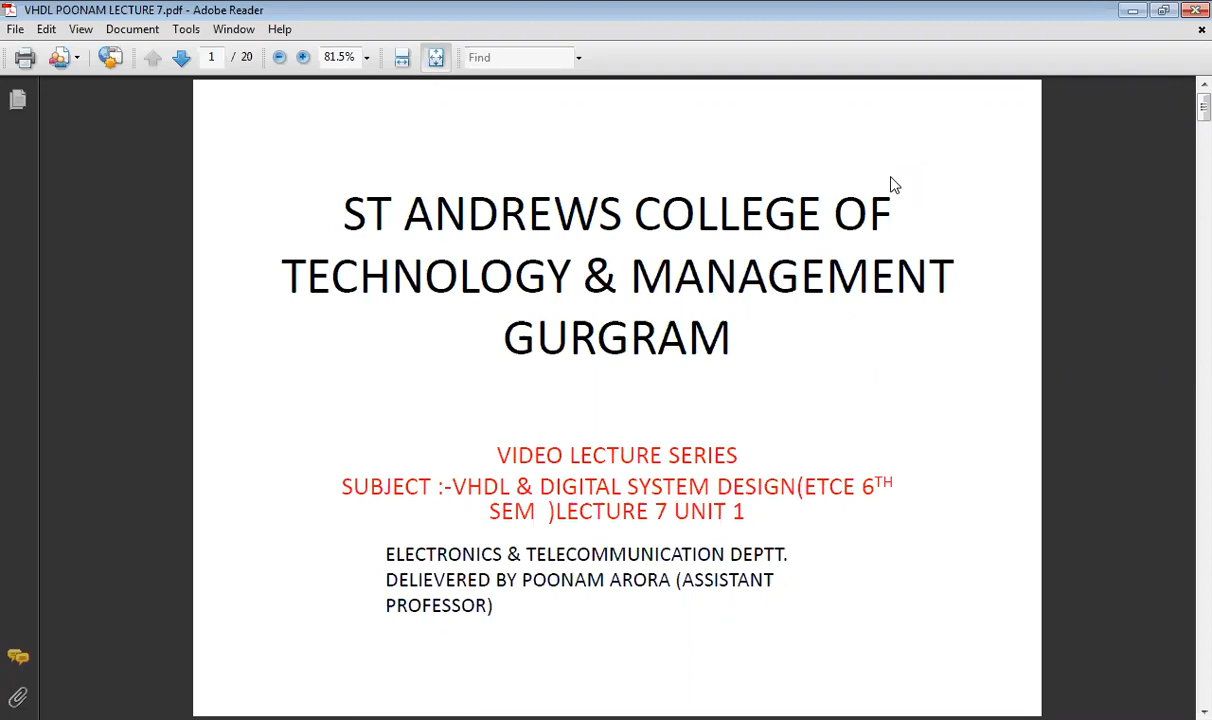 VHDL POONAM LECTURE 7.pdf - Adobe Reader
File Edit View Document Tools Window Help
1 / 20 81.5% Find
ST ANDREWS COLLEGE OF
TECHNOLOGY & MANAGEMENT
GURGRAM
VIDEO LECTURE SERIES
SUBJECT :-VHDL & DIGITAL SYSTEM DESIGN(ETCE 6TH
SEM )LECTURE 7 UNIT 1
ELECTRONICS & TELECOMMUNICATION DEPTT.
DELIEVERED BY POONAM ARORA (ASSISTANT
PROFESSOR)